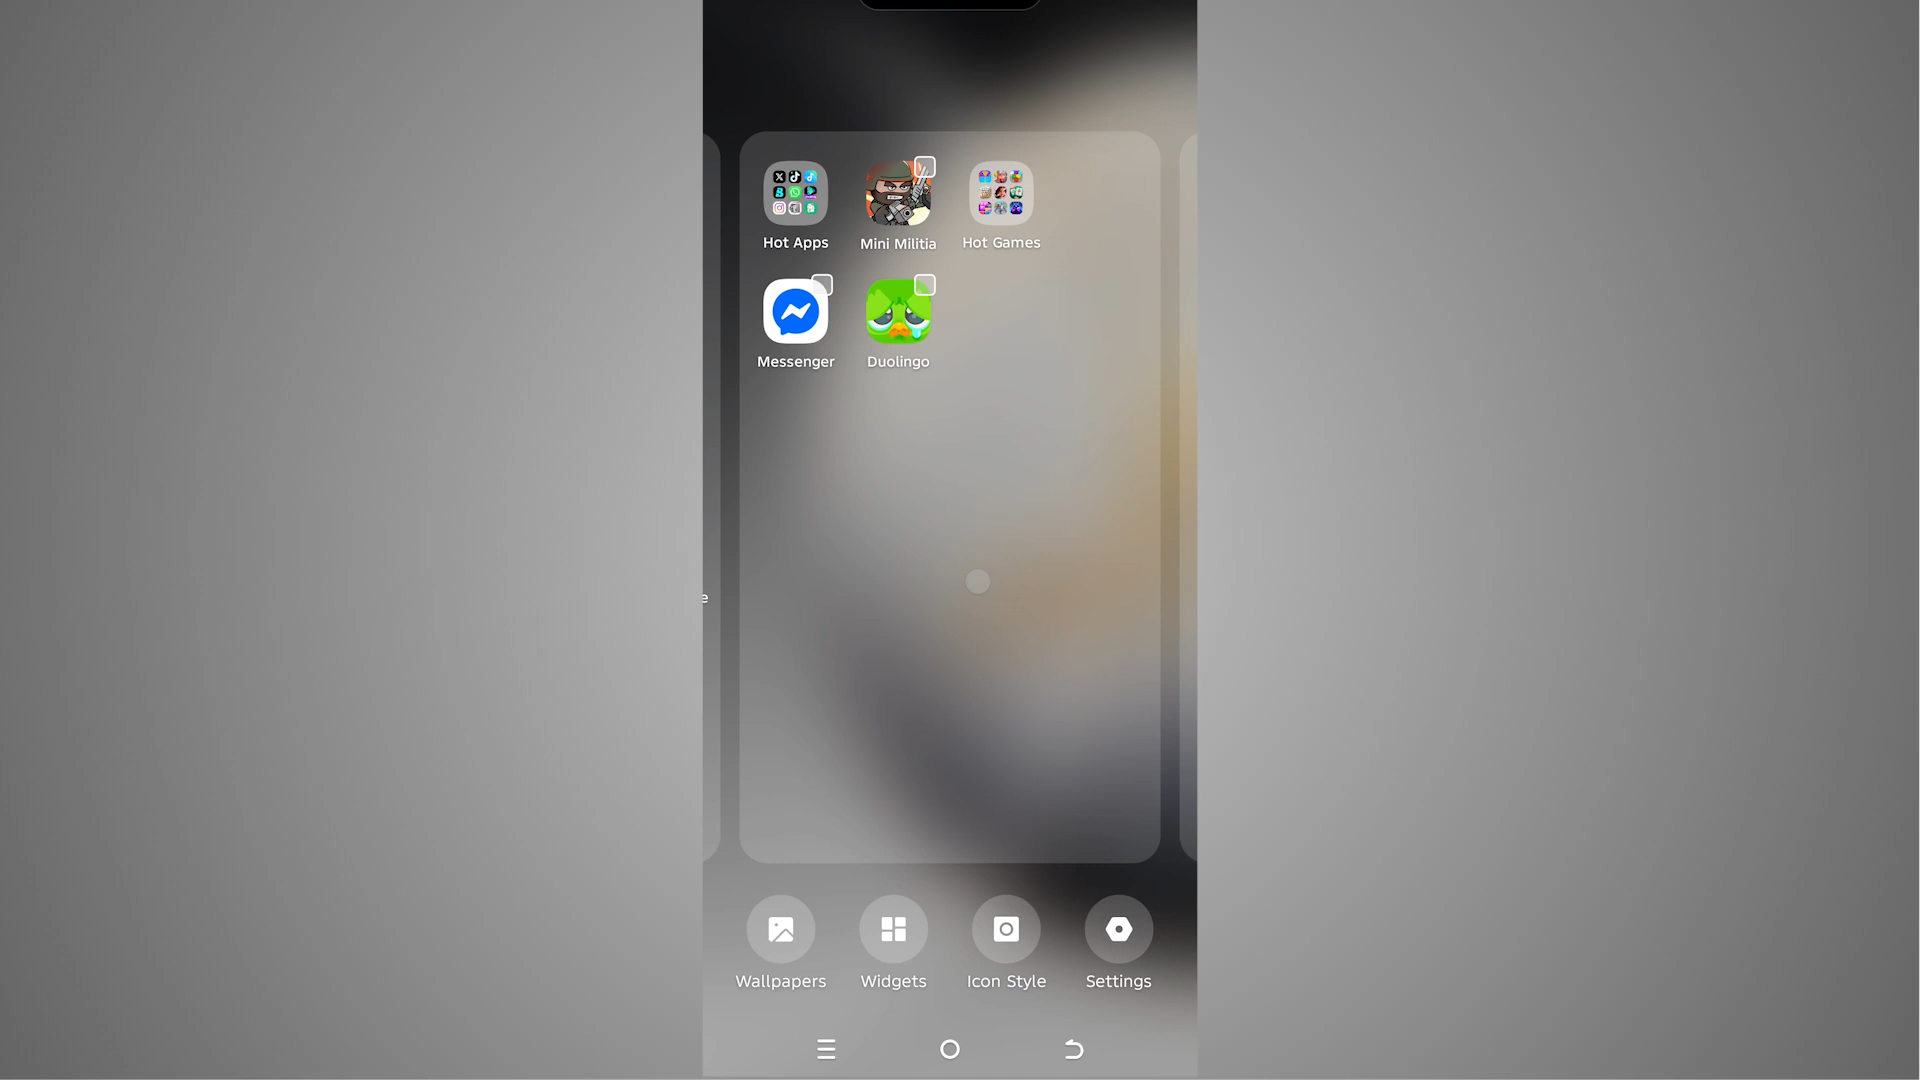 Hot Apps
Mini Militia
Hot Games
Messenger
Duolingo
e
Wallpapers
Widgets
Icon Style
Settings